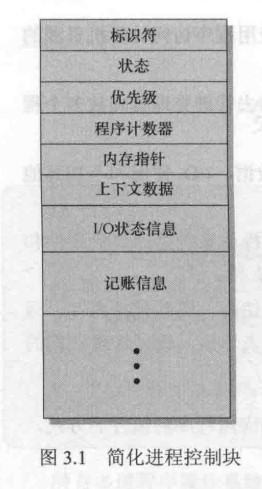 标识符
状态
优先级
程序计数器
内存指针
上下文数据
I/O状态信息
记账信息
图 3.1 简化进程控制块